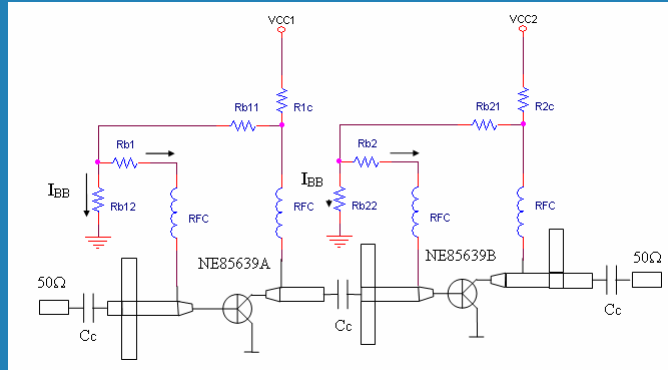 VCC1
VCC2
Rb11
R1c
Rb21
R2c
Rb1
Rb2
IBB
Rb12
RFC
RFC
IBB
Rb22
RFC
RFC
NE85639A
NE85639B
50Ω
50Ω
Cc
Cc
Cc